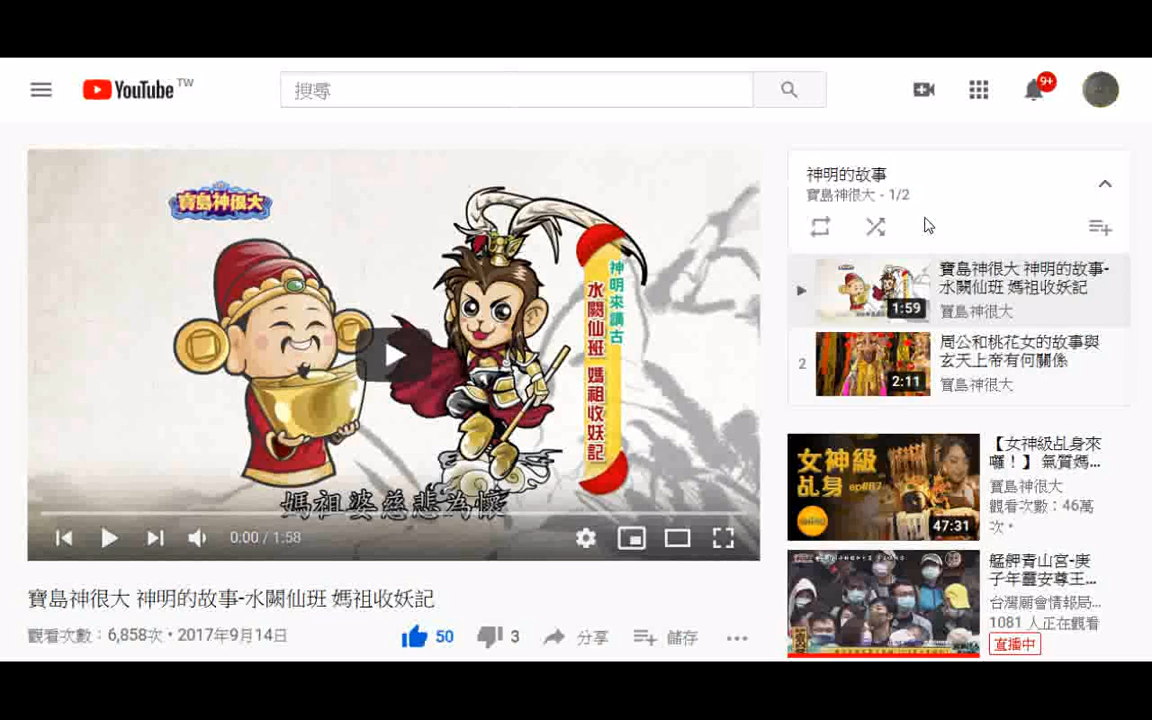 YouTube TW
搜尋
9+
寶島神很大
神明來講古
水闕仙班 媽祖收妖記
媽祖婆慈悲為懷
0:00 / 1:58
寶島神很大 神明的故事-水闕仙班 媽祖收妖記
觀看次數：6,858次 • 2017年9月14日
50
3
分享
儲存
神明的故事
寶島神很大 - 1/2
1:59
寶島神很大 神明的故事-
水闕仙班 媽祖收妖記
寶島神很大
2
2:11
周公和桃花女的故事與
玄天上帝有何關係
寶島神很大
女神級
乩身 ep#67
47:31
【女神級乩身來
囉！】 氣質媽...
寶島神很大
觀看次數：46萬
次 •
艋舺青山宮-庚
子年靈安尊王...
台灣廟會情報局...
1081 人正在觀看
直播中